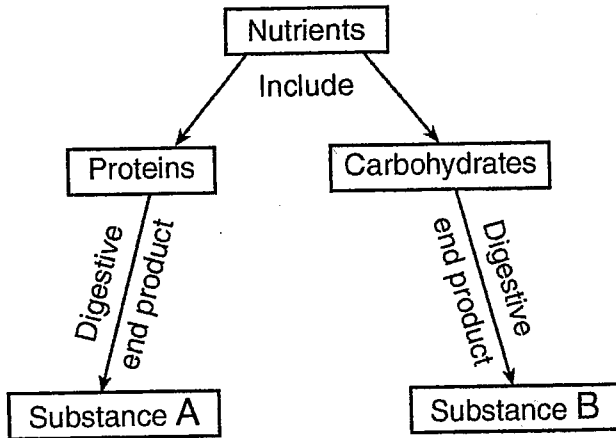 Nutrients
Include
Proteins
Carbohydrates
Digestive
end product
Digestive
end product
Substance A
Substance B